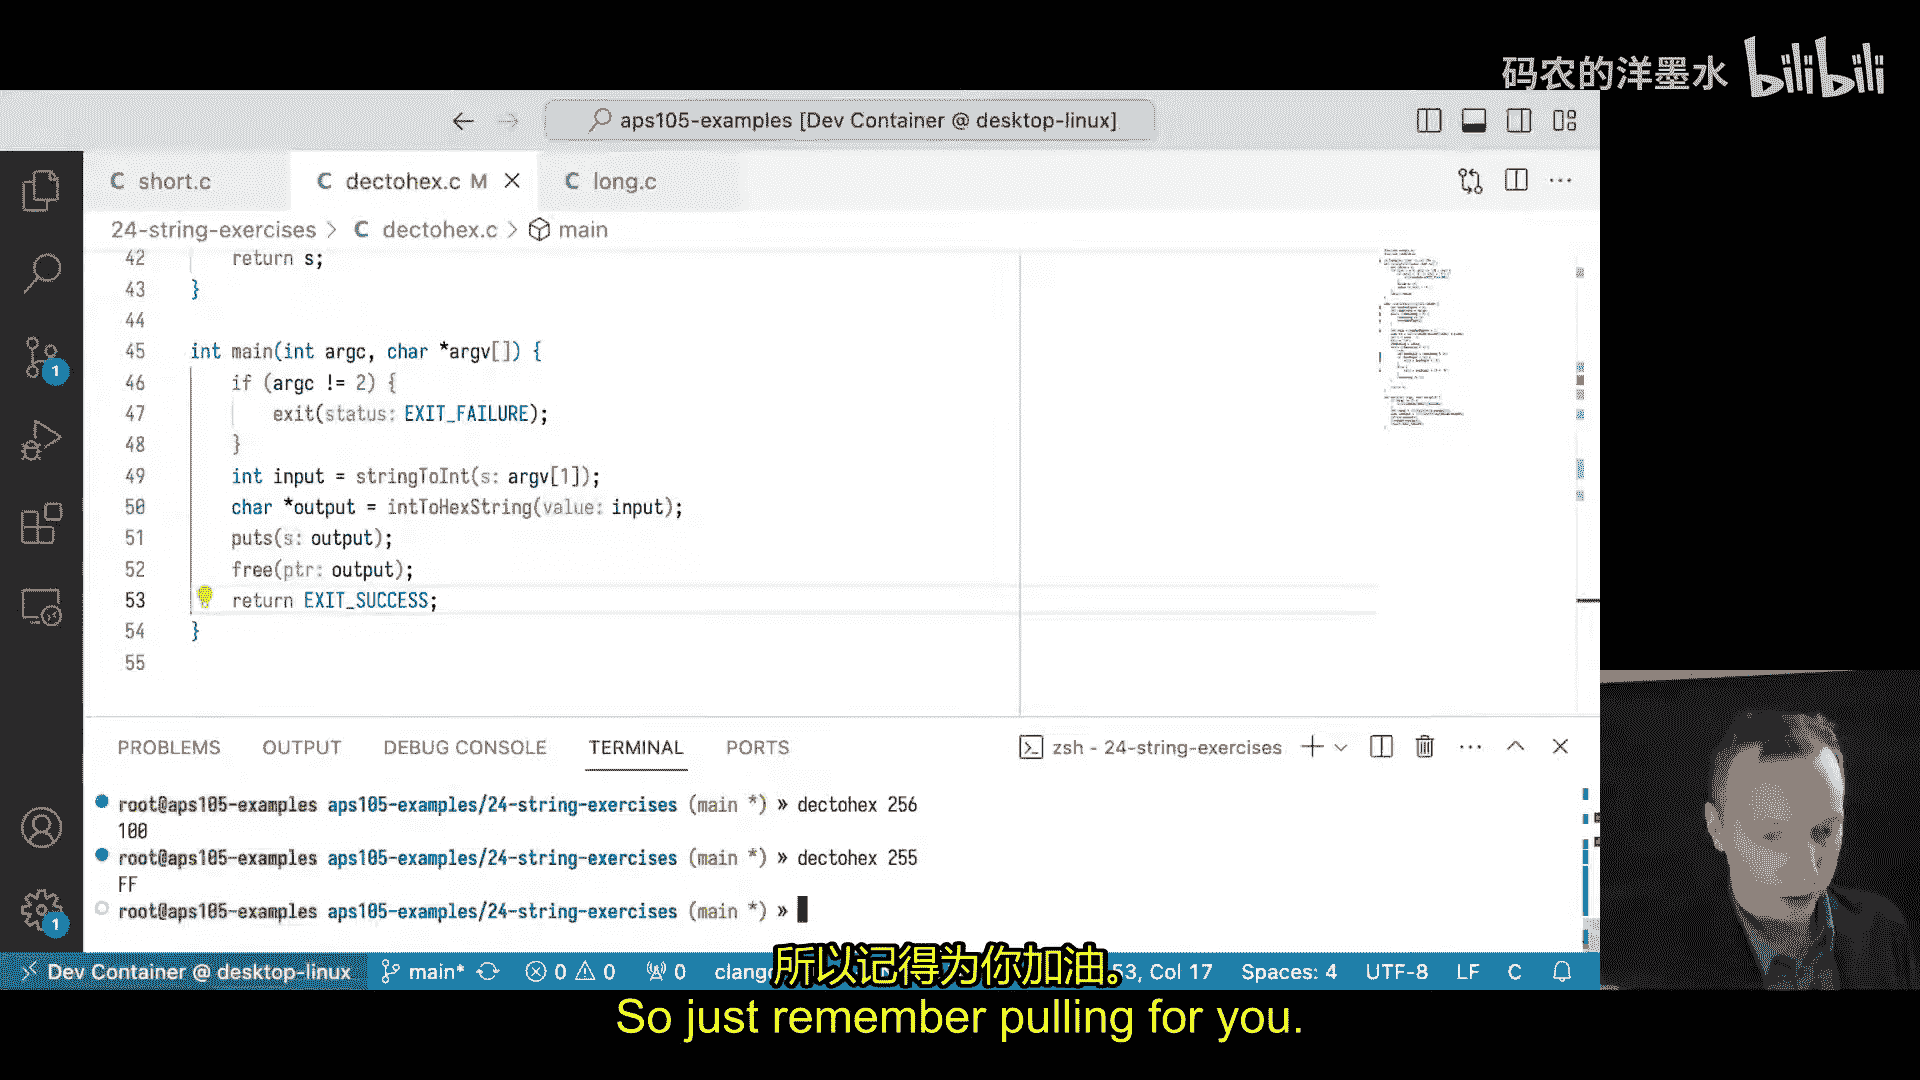 码农的洋墨水 bilibili
aps105-examples [Dev Container @ desktop-linux]
C short.c C dectohex.c M C long.c
24-string-exercises > C dectohex.c > main
42 return s;
43 }
44
45 int main(int argc, char *argv[]) {
46 if (argc != 2) {
47 exit(status: EXIT_FAILURE);
48 }
49 int input = stringToInt(s: argv[1]);
50 char *output = intToHexString(value: input);
51 puts(s: output);
52 free(ptr: output);
53 return EXIT_SUCCESS;
54 }
55
1
PROBLEMS OUTPUT DEBUG CONSOLE TERMINAL PORTS zsh - 24-string-exercises
root@aps105-examples aps105-examples/24-string-exercises (main *) » dectohex 256
100
root@aps105-examples aps105-examples/24-string-exercises (main *) » dectohex 255
FF
root@aps105-examples aps105-examples/24-string-exercises (main *) »
1
Dev Container @ desktop-linux main* 0 0 0 53, Col 17 Spaces: 4 UTF-8 LF C
所以记得为你加油。
So just remember pulling for you.